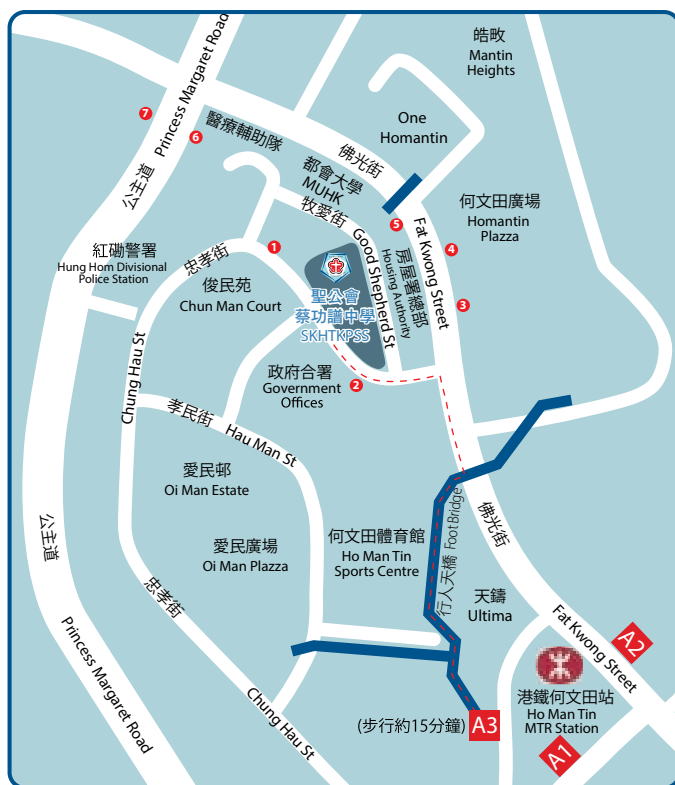 皓畋
Mantin
Heights
One
Homantin
公主道 Princess Margaret Road
7
6
醫療輔助隊
佛光街
都會大學
MUHK
牧愛街
Good Shepherd St
5
房屋署總部
Housing Authority
Fat Kwong Street
4
3
何文田廣場
Homantin
Plaza
紅磡警署
Hung Hom Divisional
Police Station
忠孝街
1
俊民苑
Chun Man Court
聖公會
蔡功譜中學
SKHTKPSS
政府合署
Government
Offices
2
Chung Hau St
孝民街 Hau Man St
愛民邨
Oi Man Estate
愛民廣場
Oi Man Plazza
何文田體育館
Ho Man Tin
Sports Centre
行人天橋 Foot Bridge
佛光街
天鑄
Ultima
Fat Kwong Street
A2
公主道
Princess Margaret Road
忠孝街
Chung Hau St
(步行約15分鐘) A3
港鐵何文田站
Ho Man Tin
MTR Station
A1